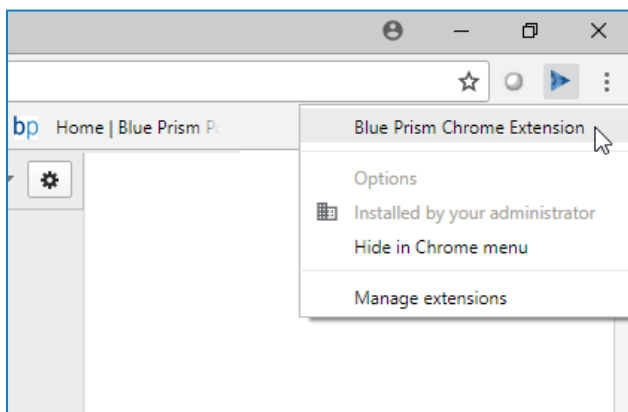 bp Home | Blue Prism P
Blue Prism Chrome Extension
Options
Installed by your administrator
Hide in Chrome menu
Manage extensions